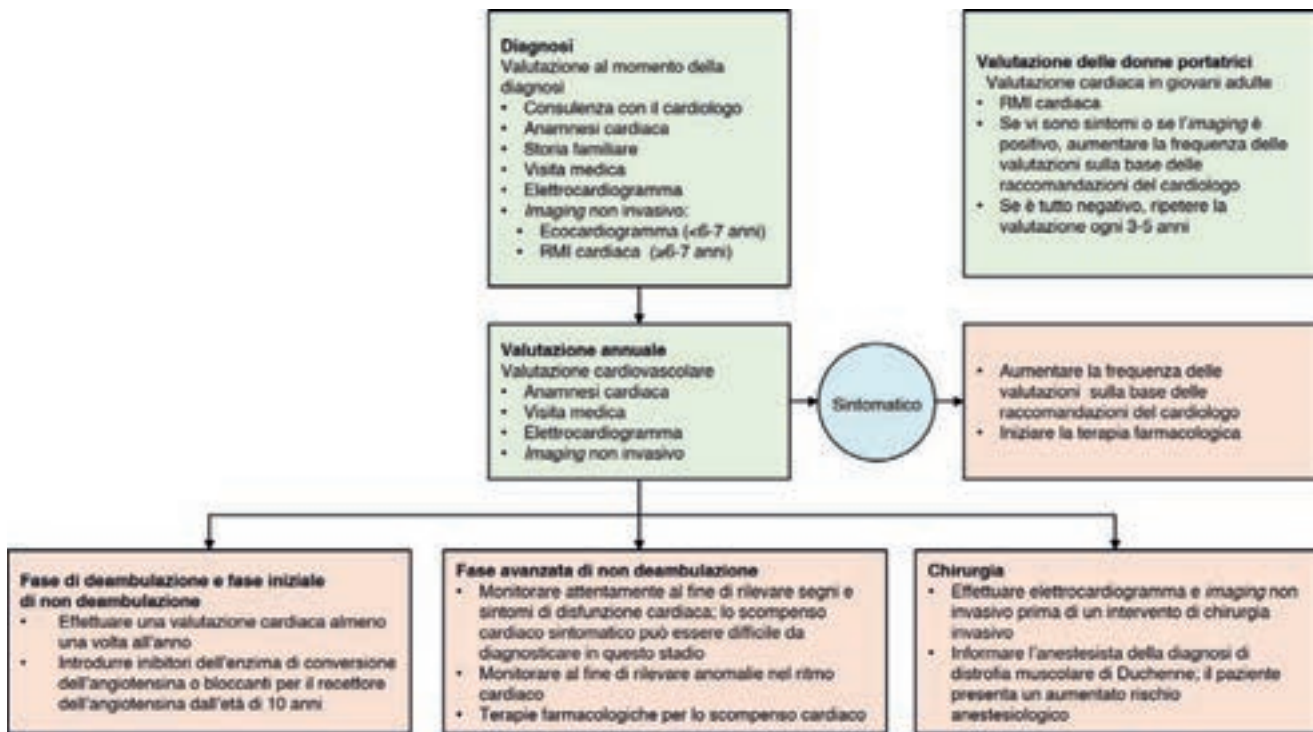 Diagnosi
Valutazione al momento della
diagnosi
• Consulenza con il cardiologo
• Anamnesi cardiaca
• Storia familiare
• Visita medica
• Elettrocardiogramma
• Imaging non invasivo:
• Ecocardiogramma (<6-7 anni)
• RMI cardiaca (≥6-7 anni)
Valutazione delle donne portatrici
Valutazione cardiaca in giovani adulte
• RMI cardiaca
• Se vi sono sintomi o se l'imaging è
positivo, aumentare la frequenza delle
valutazioni sulla base delle
raccomandazioni del cardiologo
• Se è tutto negativo, ripetere la
valutazione ogni 3-5 anni
Valutazione annuale
Valutazione cardiovascolare
• Anamnesi cardiaca
• Visita medica
• Elettrocardiogramma
• Imaging non invasivo
Sintomatico
• Aumentare la frequenza delle
valutazioni sulla base delle
raccomandazioni del cardiologo
• Iniziare la terapia farmacologica
Fase di deambulazione e fase iniziale
di non deambulazione
• Effettuare una valutazione cardiaca almeno
una volta all'anno
• Introdurre inibitori dell'enzima di conversione
dell'angiotensina o bloccanti per il recettore
dell'angiotensina dall'età di 10 anni
Fase avanzata di non deambulazione
• Monitorare attentamente al fine di rilevare segni e
sintomi di disfunzione cardiaca; lo scompenso
cardiaco sintomatico può essere difficile da
diagnosticare in questo stadio
• Monitorare al fine di rilevare anomalie nel ritmo
cardiaco
• Terapie farmacologiche per lo scompenso cardiaco
Chirurgia
• Effettuare elettrocardiogramma e imaging non
invasivo prima di un intervento di chirurgia
invasivo
• Informare l'anestesista della diagnosi di
distrofia muscolare di Duchenne; il paziente
presenta un aumentato rischio
anestesiologico